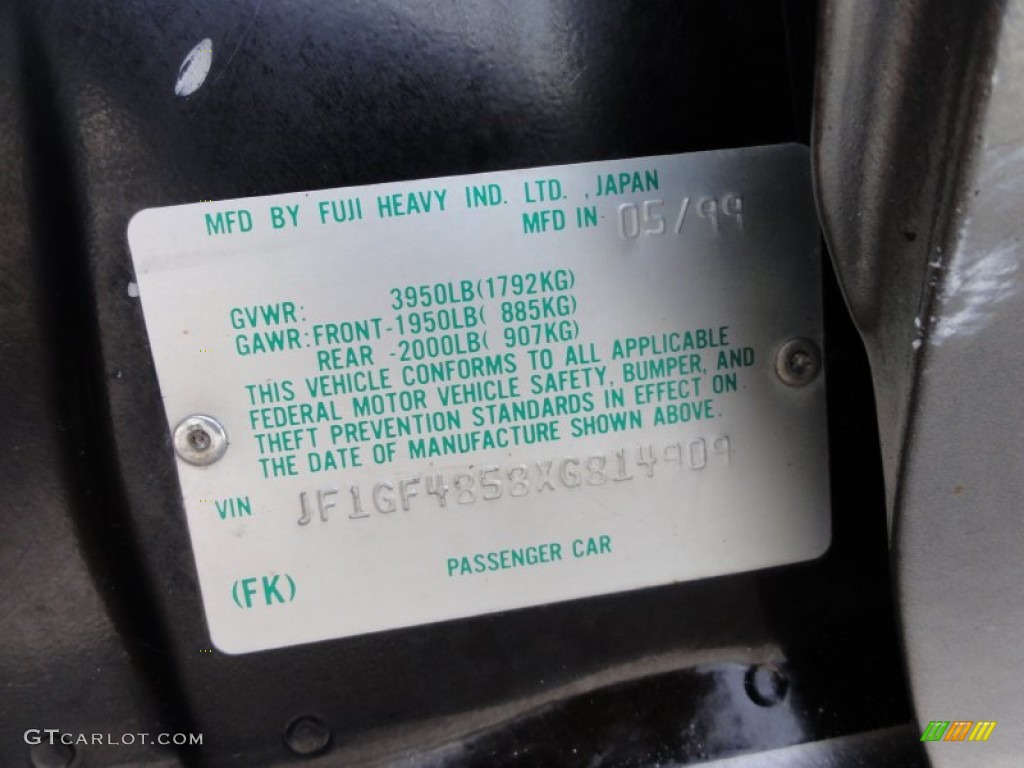 MFD BY FUJI HEAVY IND. LTD. , JAPAN
MFD IN 05/99
GVWR: 3950LB(1792KG)
GAWR:FRONT-1950LB( 885KG)
REAR -2000LB( 907KG)
THIS VEHICLE CONFORMS TO ALL APPLICABLE
FEDERAL MOTOR VEHICLE SAFETY, BUMPER, AND
THEFT PREVENTION STANDARDS IN EFFECT ON
THE DATE OF MANUFACTURE SHOWN ABOVE.
VIN JF1GF4858XG814909
PASSENGER CAR
(FK)
GTCARLOT.COM